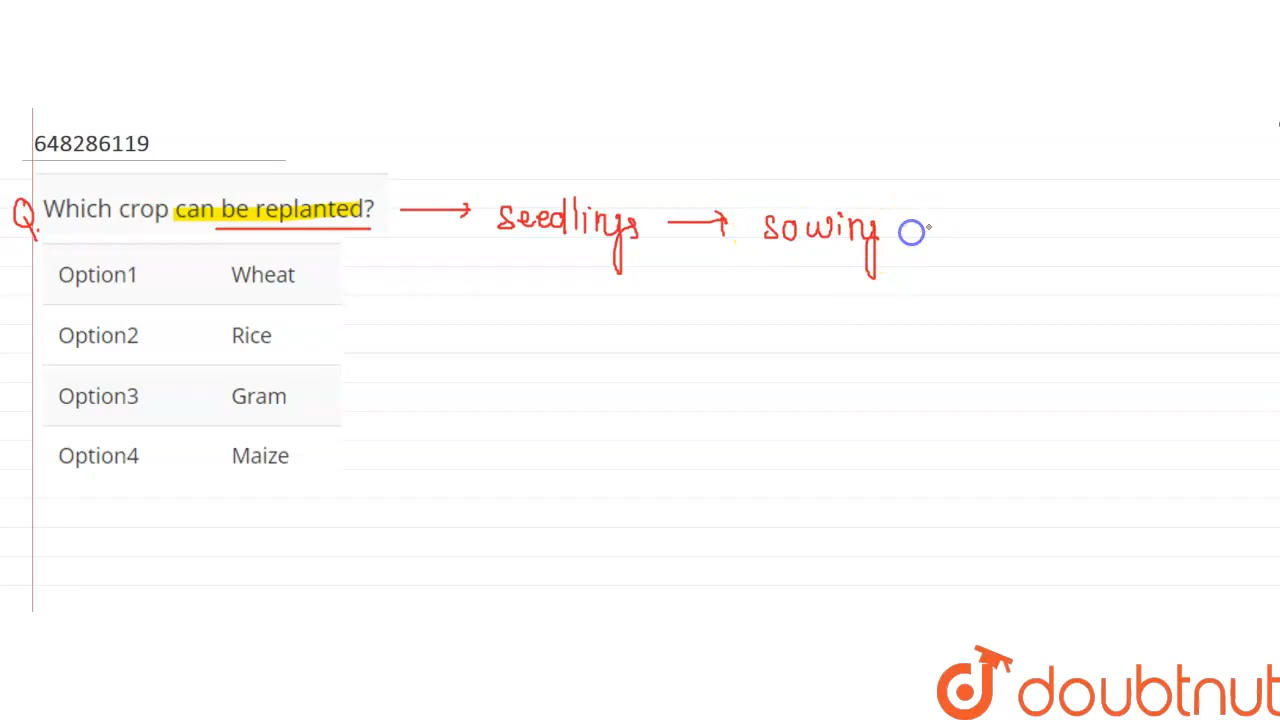 648286119
Q. Which crop can be replanted? → seedlings → sowing
Option1 Wheat
Option2 Rice
Option3 Gram
Option4 Maize
doubtnut